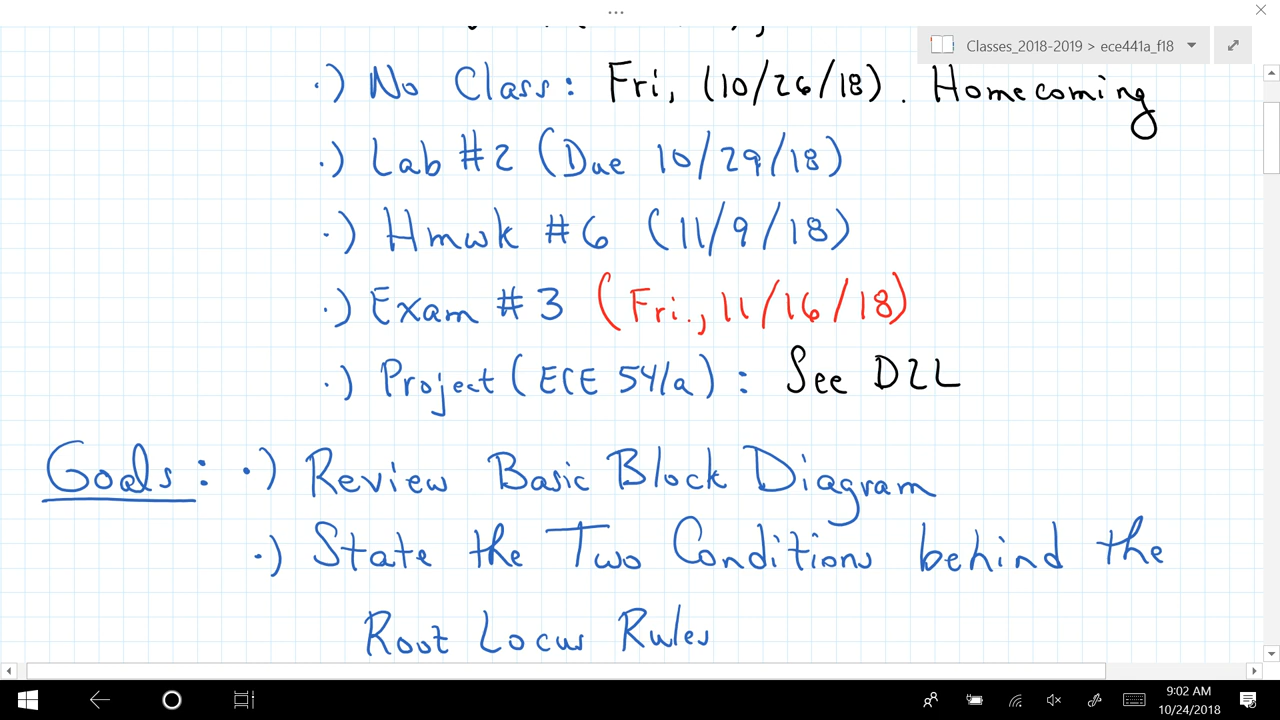 ...
Classes_2018-2019 > ece441a_f18
·) No Class: Fri, (10/26/18). Homecoming
·) Lab #2 (Due 10/29/18)
·) Hmwk #6 (11/9/18)
·) Exam #3 (Fri., 11/16/18)
·) Project (ECE 541a): See D2L
Goals: ·) Review Basic Block Diagram
·) State the Two Conditions behind the
Root Locus Rules
9:02 AM
10/24/2018